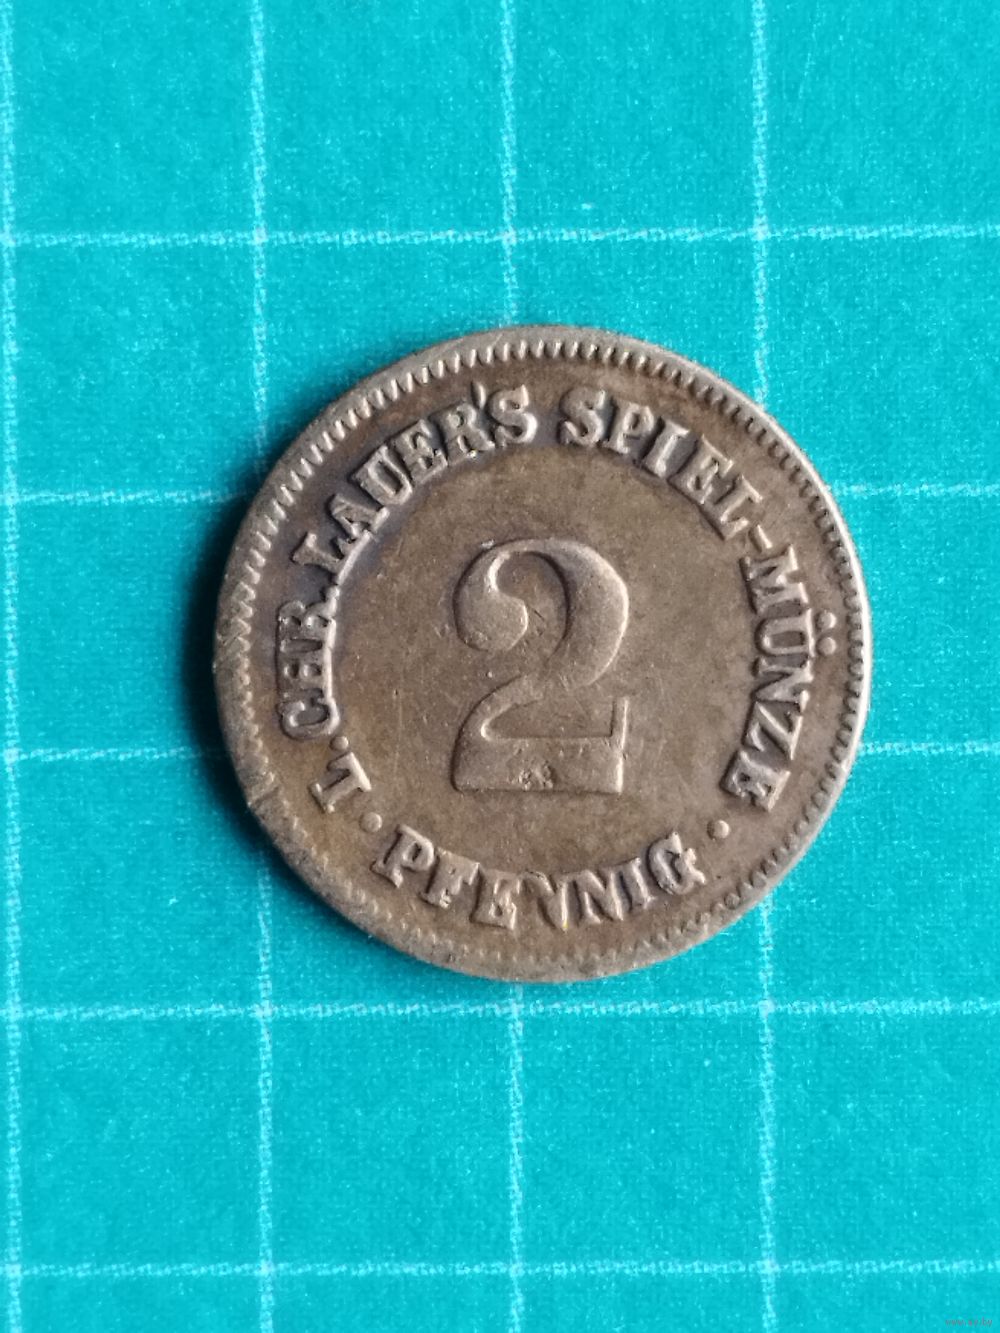 L. CHR. LAUER'S SPIEL-MÜNZE
2
· PFENNIG ·